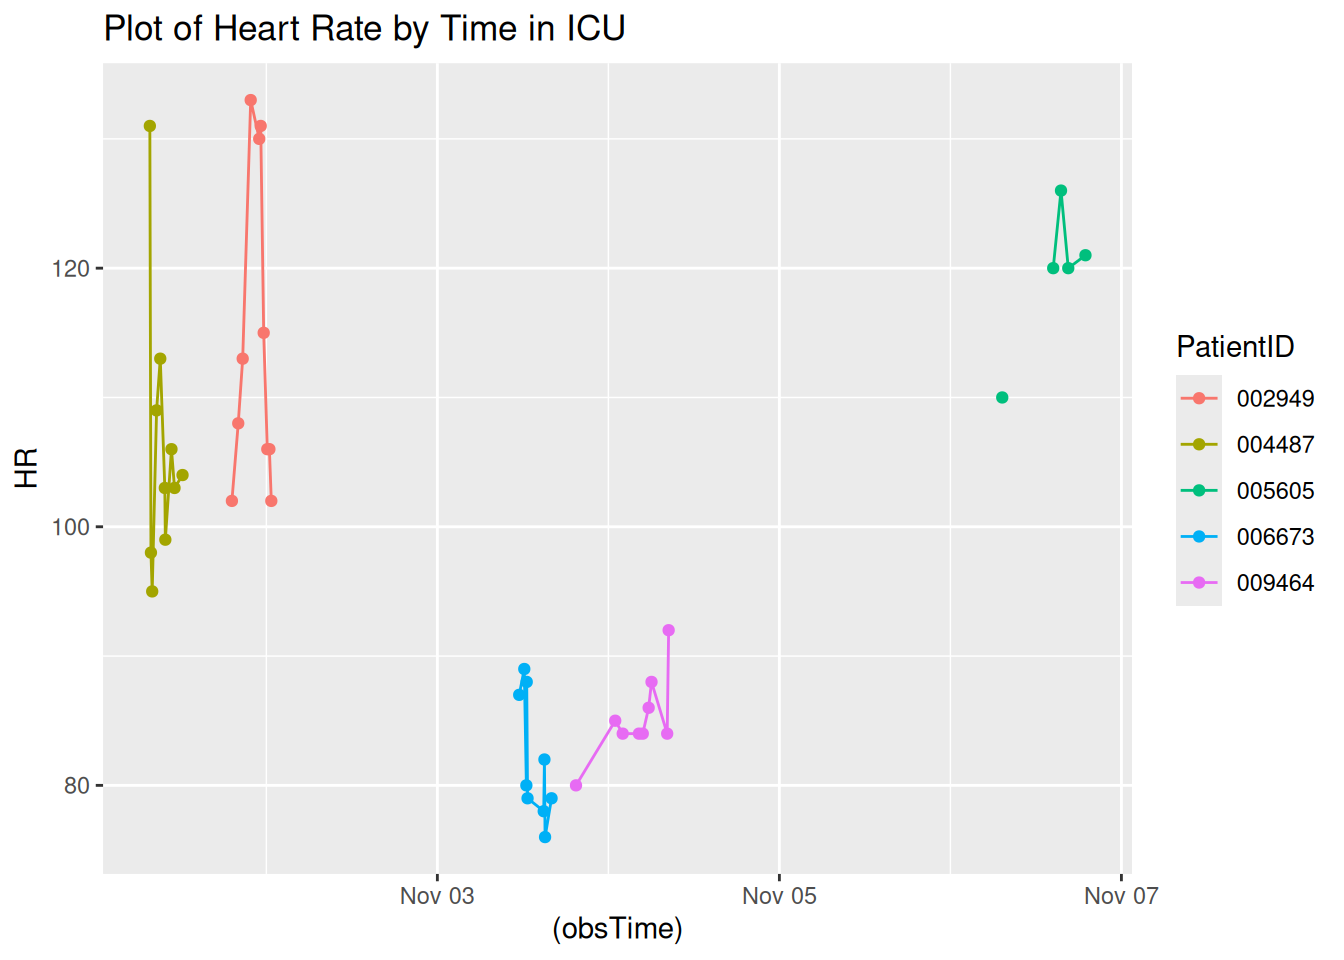 Plot of Heart Rate by Time in ICU
HR
120
100
80
Nov 03
Nov 05
Nov 07
(obsTime)
PatientID
002949
004487
005605
006673
009464